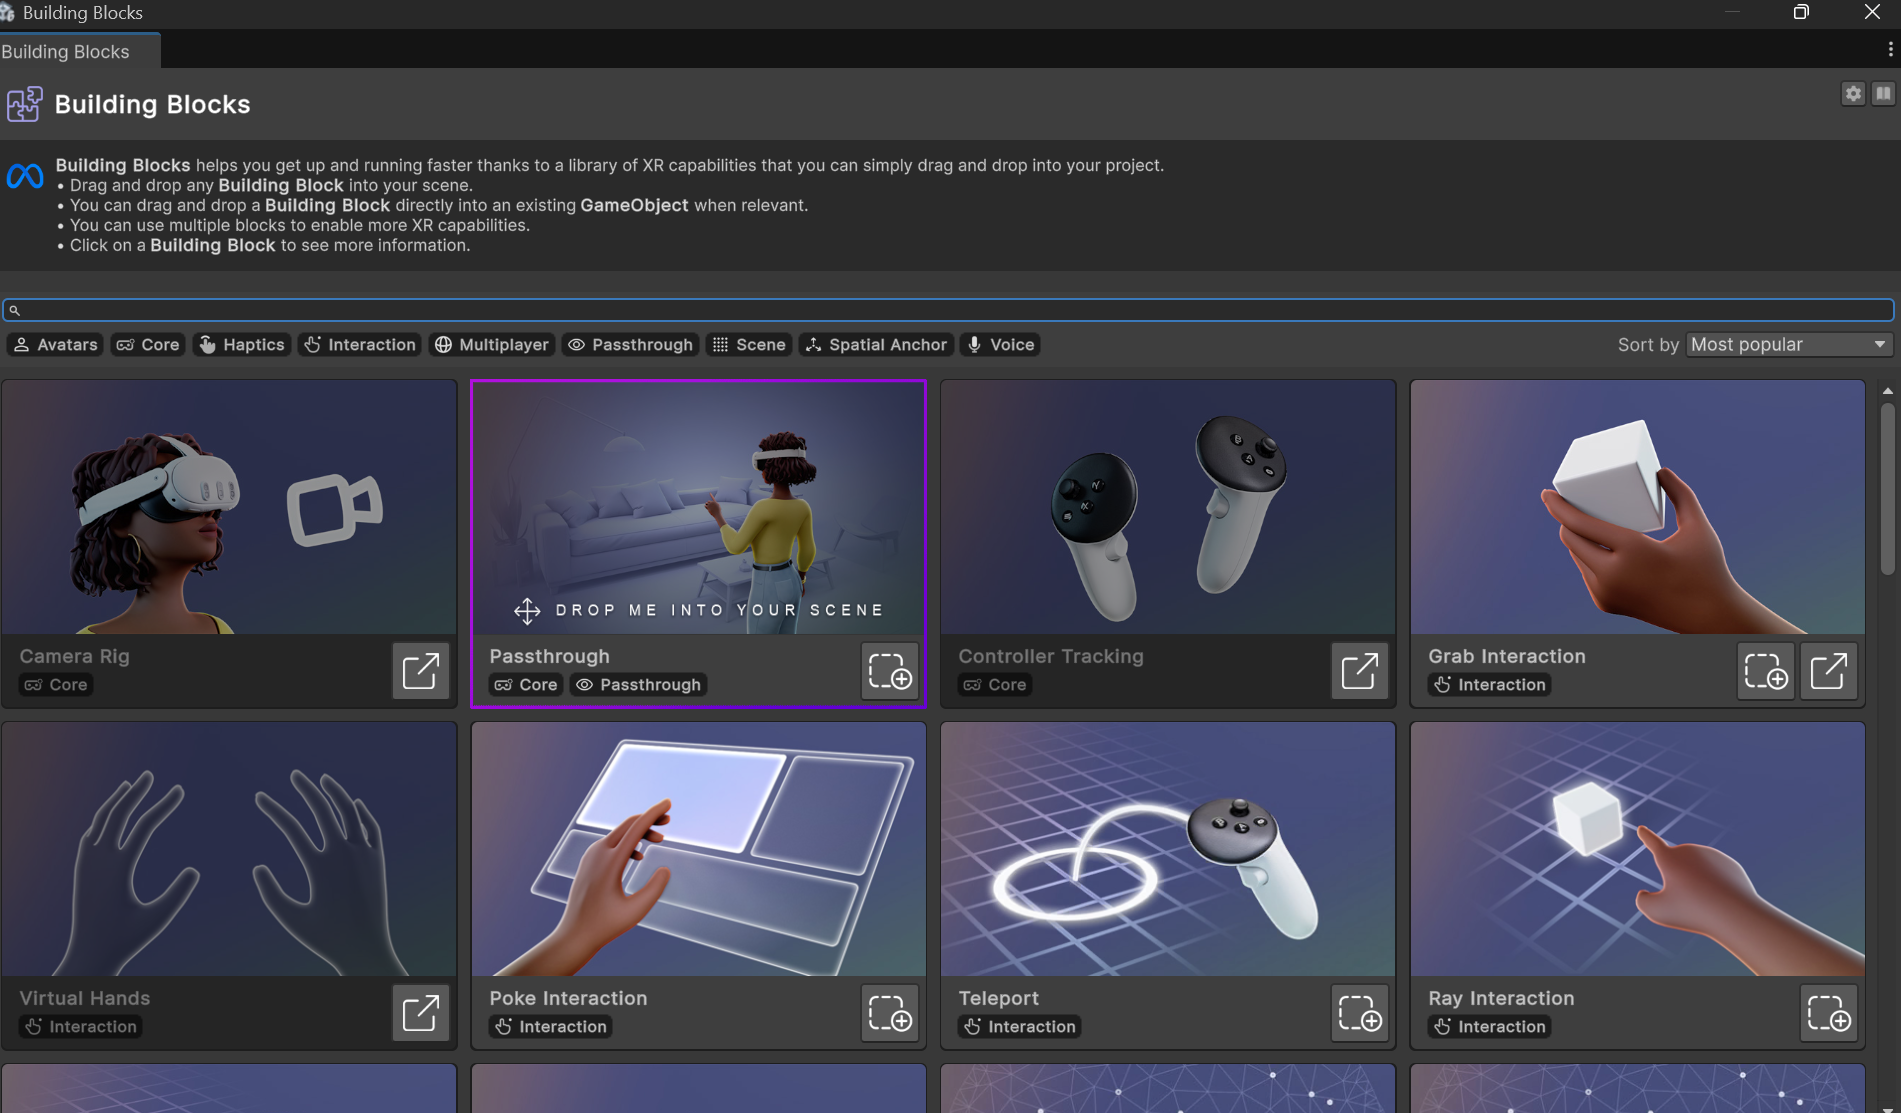 Building Blocks
Building Blocks
Building Blocks
Building Blocks helps you get up and running faster thanks to a library of XR capabilities that you can simply drag and drop into your project.
• Drag and drop any Building Block into your scene.
• You can drag and drop a Building Block directly into an existing GameObject when relevant.
• You can use multiple blocks to enable more XR capabilities.
• Click on a Building Block to see more information.
Avatars Core Haptics Interaction Multiplayer Passthrough Scene Spatial Anchor Voice Sort by Most popular
DROP ME INTO YOUR SCENE
Camera Rig
Core
Passthrough
Core Passthrough
Controller Tracking
Core
Grab Interaction
Interaction
Virtual Hands
Interaction
Poke Interaction
Interaction
Teleport
Interaction
Ray Interaction
Interaction